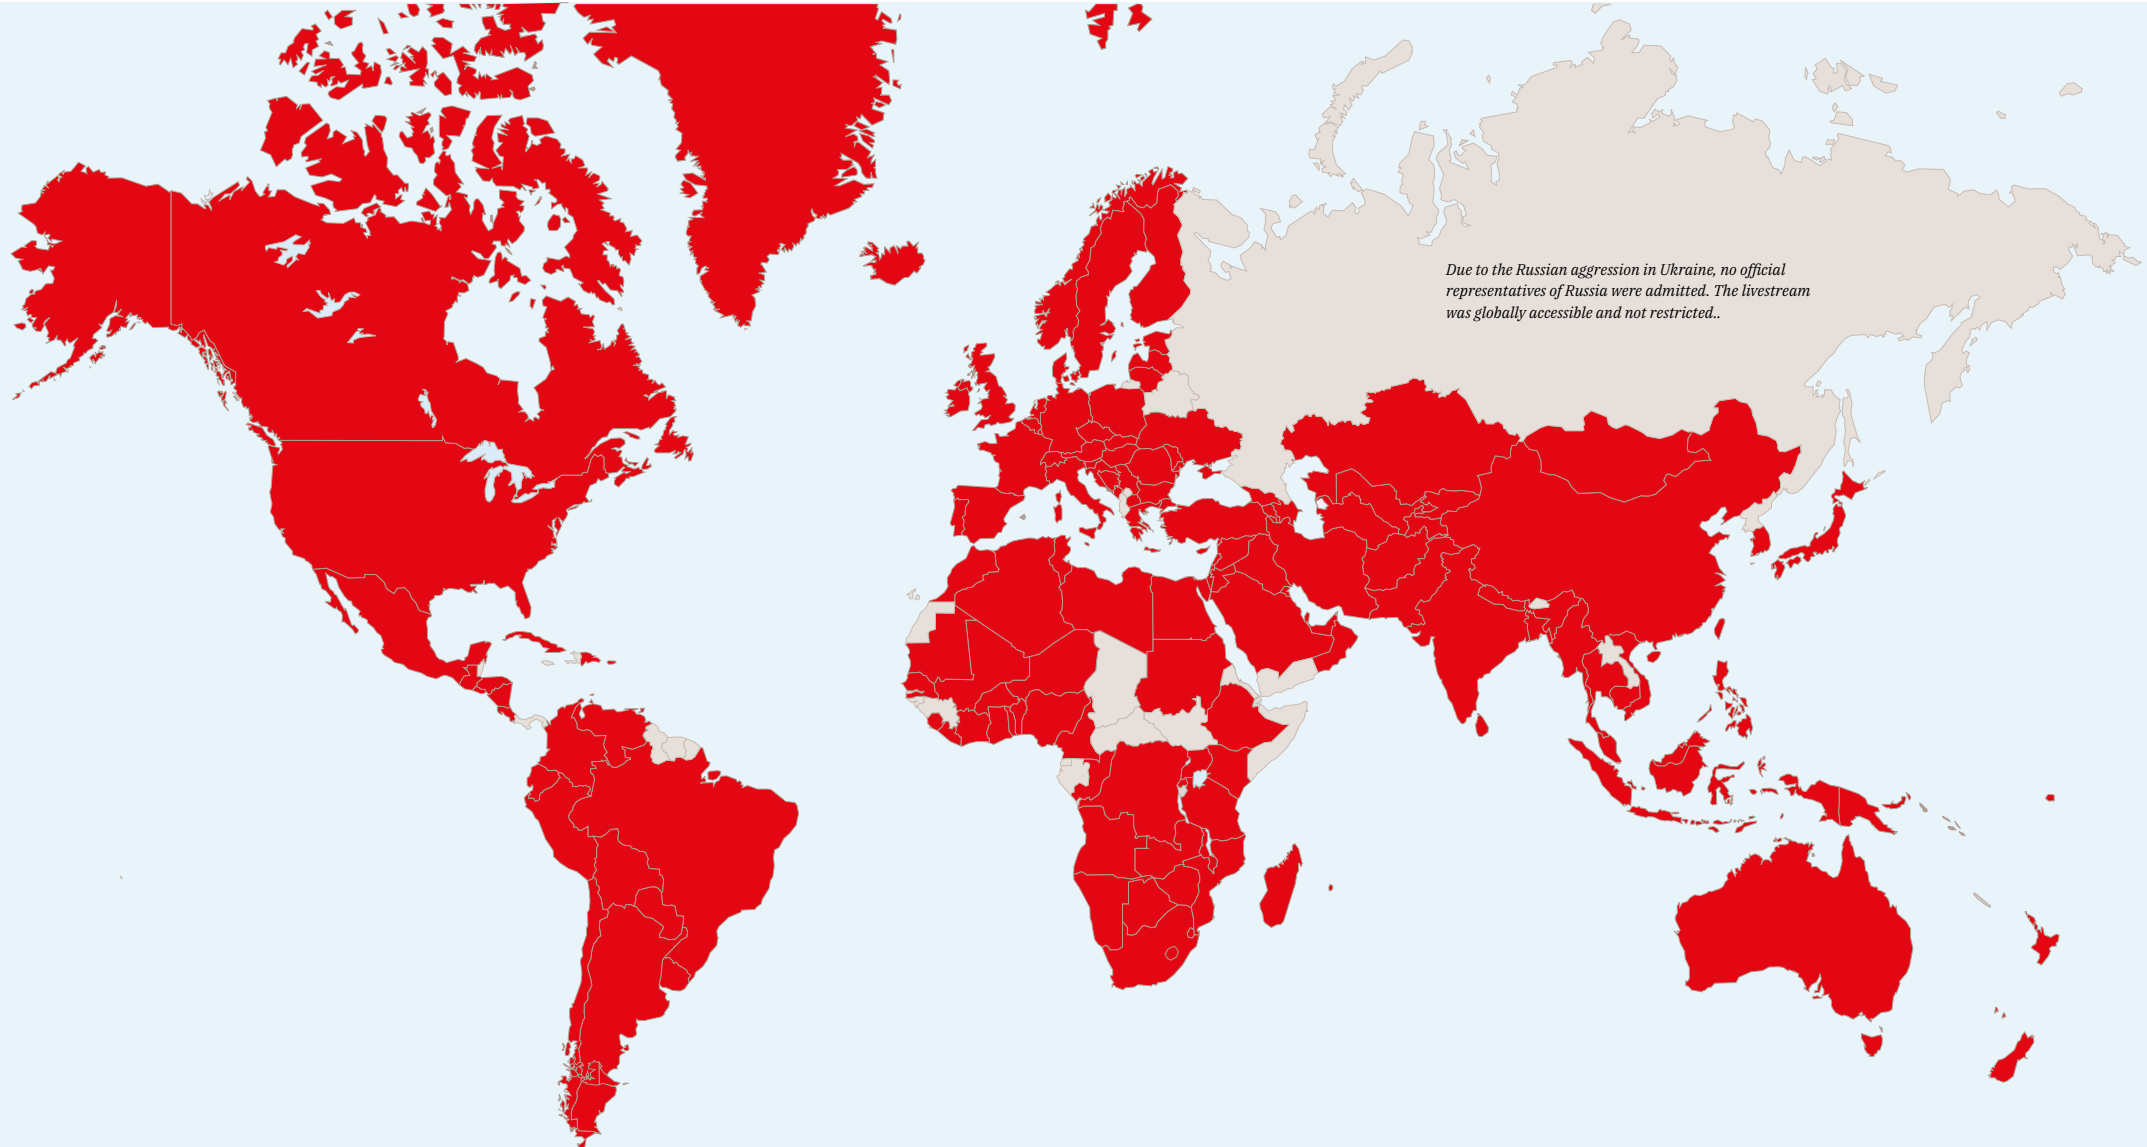 Due to the Russian aggression in Ukraine, no official
representatives of Russia were admitted. The livestream
was globally accessible and not restricted..